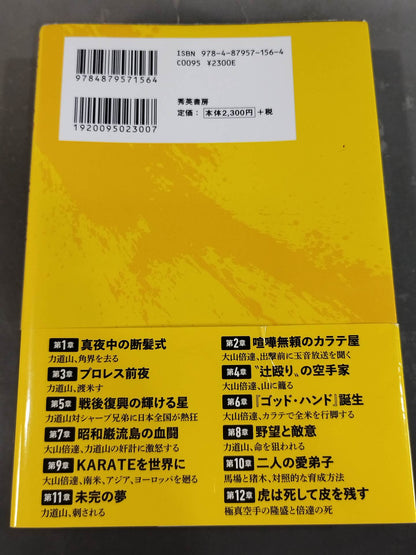 ISBN 978-4-87957-156-4
C0095 ¥2300E
9784879571564
秀英書房
定価：本体2,300円＋税
1920095023007
第1章 真夜中の断髪式
力道山、角界を去る
第2章 喧嘩無頼のカラテ屋
大山倍達、出撃前に玉音放送を聞く
第3章 プロレス前夜
力道山、渡米す
第4章 〝辻殴り〟の空手家
大山倍達、山に籠る
第5章 戦後復興の輝ける星
力道山対シャープ兄弟に日本全国が熱狂
第6章 『ゴッド・ハンド』誕生
大山倍達、カラテで全米を行脚する
第7章 昭和巌流島の血闘
大山倍達、力道山の奸計に激怒する
第8章 野望と敵意
力道山、命を狙われる
第9章 KARATEを世界に
大山倍達、南米、アジア、ヨーロッパを廻る
第10章 二人の愛弟子
馬場と猪木、対照的な育成方法
第11章 未完の夢
力道山、刺される
第12章 虎は死して皮を残す
極真空手の隆盛と倍達の死